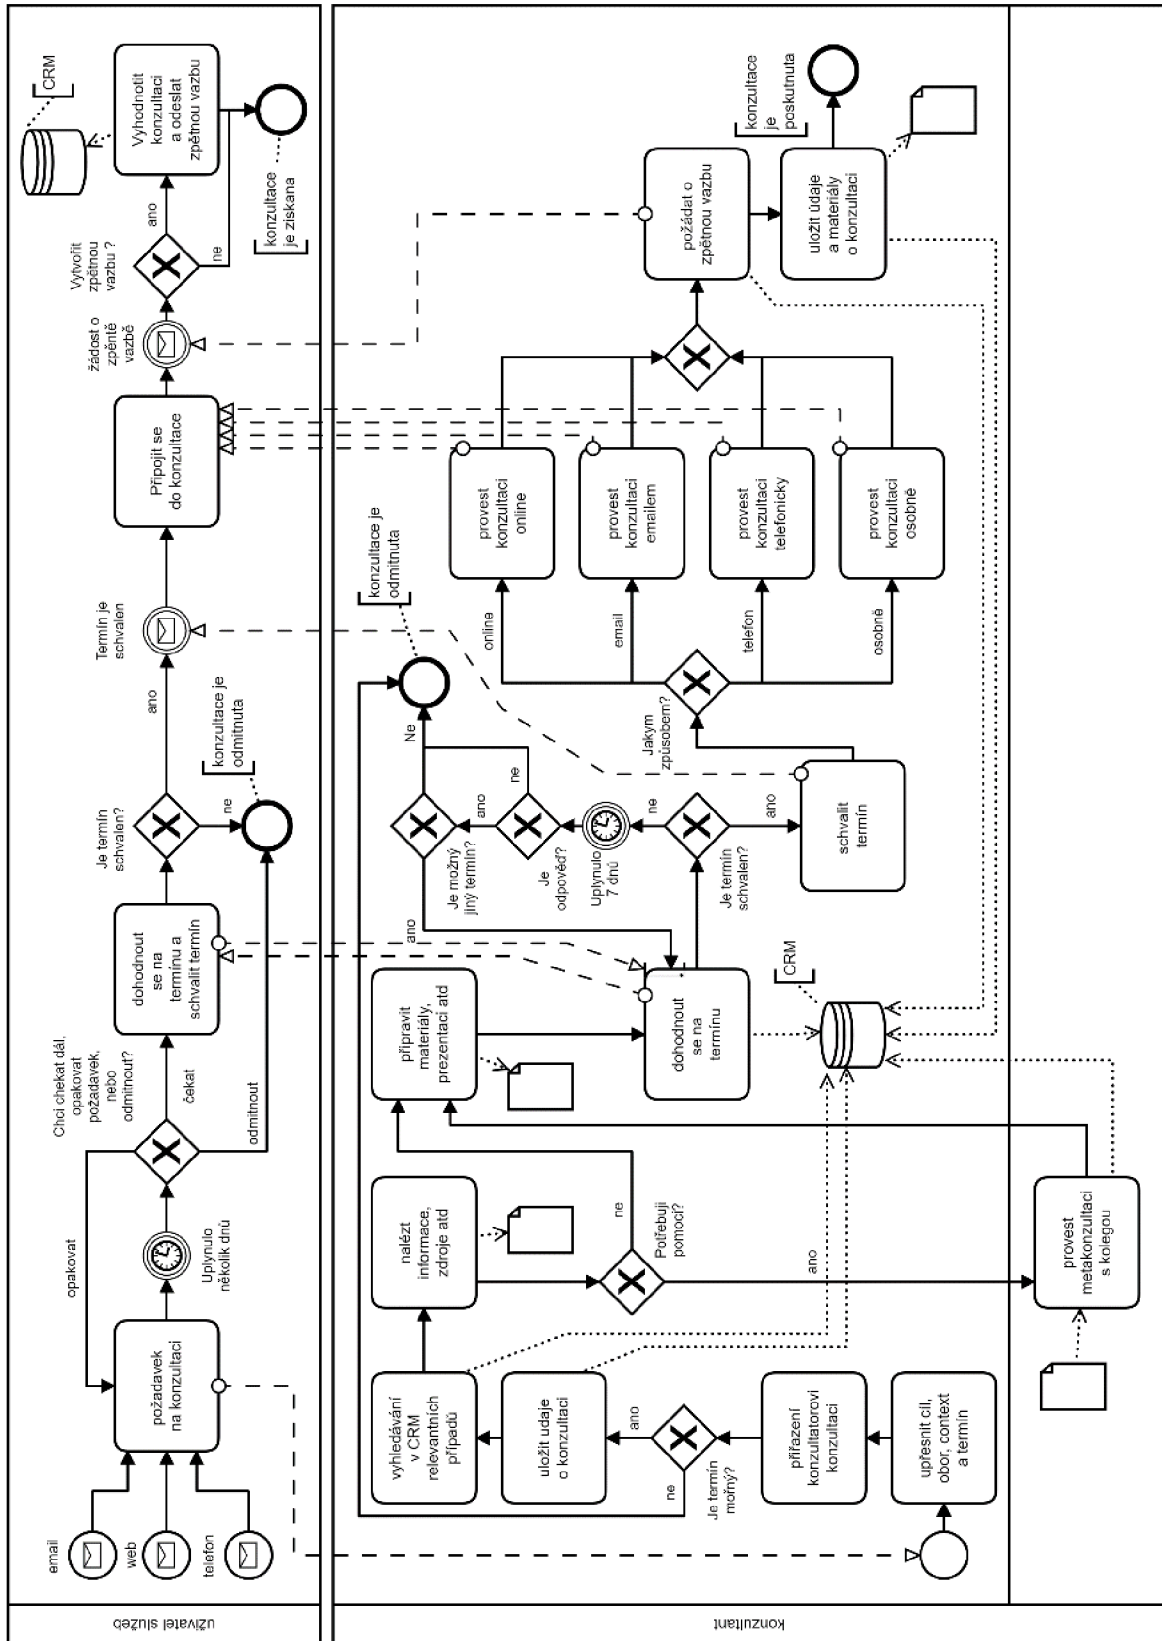 uživatel služeb
email
web
telefon
požadavek
na konzultaci
opakovat
Uplynulo
několik dnů
Chci chekat dál,
opakovat
požadavek,
nebo
odmítnout?
čekat
odmítnout
dohodnout
se na
termínu a
schválit termín
Je termín
schválen?
ano
ne
konzultace je
odmítnuta
Termín je
schválen
Připojit se
do konzultace
žádost o
zpěntě
vazbě
Vytvořit
zpětnou
vazbu ?
ano
ne
Vyhodnotit
konzultaci
a odeslat
zpětnou vazbu
CRM
konzultace
je získana
konzultant
upřesnit cíl,
obor, context
a termín
přiřazení
konzultatorovi
konzultaci
Je termín
mořný?
ne
ano
uložit udaje
o konzultaci
vyhledávání
v CRM
relevantních
případů
nalézt
informace,
zdroje atd
Potřebuji
pomoci?
ne
ano
provest
metakonzultaci
s kolegou
připravit
materiály,
prezentaci atd
dohodnout
se na
termínu
CRM
Je termín
schválen?
ne
ano
Uplynulo
7 dnů
Je
odpověď?
ano
ne
Je možný
jiný termín?
ano
Ne
konzultace je
odmítnuta
schvalit
termín
Jakym
způsobem?
online
email
telefon
osobně
provest
konzultaci
online
provest
konzultaci
emailem
provest
konzultaci
telefonicky
provest
konzultaci
osobně
požádat o
zpětnou vazbu
uložit údaje
a materiály
o konzultaci
konzultace
je
poskutnuta